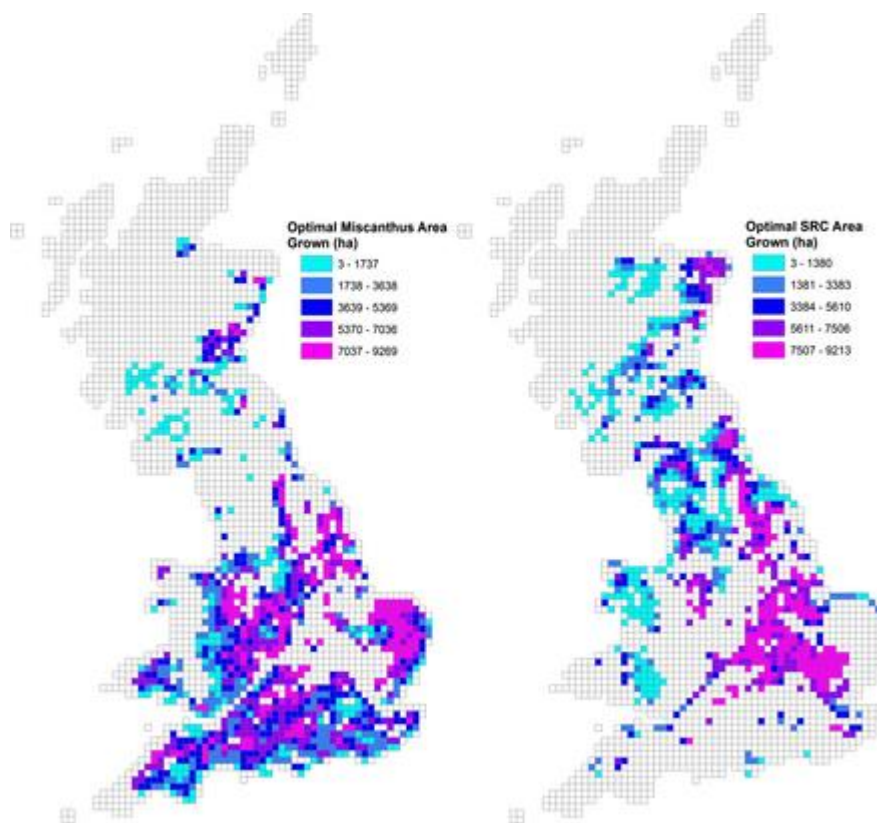 Optimal Miscanthus Area
Grown (ha)
3 - 1737
1738 - 3638
3639 - 5369
5370 - 7036
7037 - 9269
Optimal SRC Area
Grown (ha)
3 - 1380
1381 - 3383
3384 - 5610
5611 - 7506
7507 - 9213